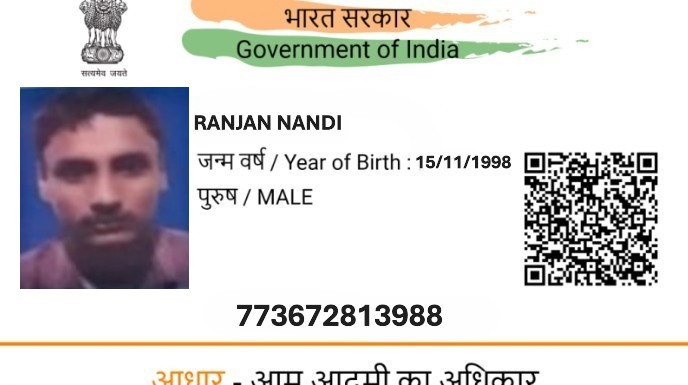 भारत सरकार
Government of India
सत्यमेव जयते
RANJAN NANDI
जन्म वर्ष / Year of Birth : 15/11/1998
पुरुष / MALE
773672813988
आधार - आम आदमी का अधिकार